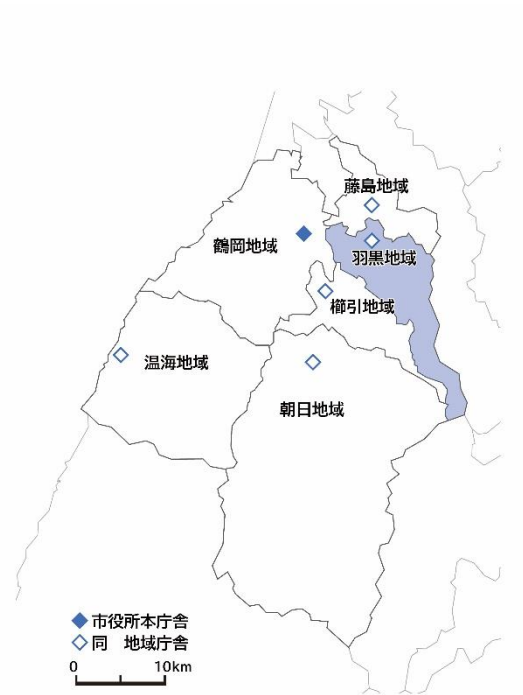 藤島地域
鶴岡地域
羽黒地域
櫛引地域
温海地域
朝日地域
市役所本庁舎
同　地域庁舎
0 10km